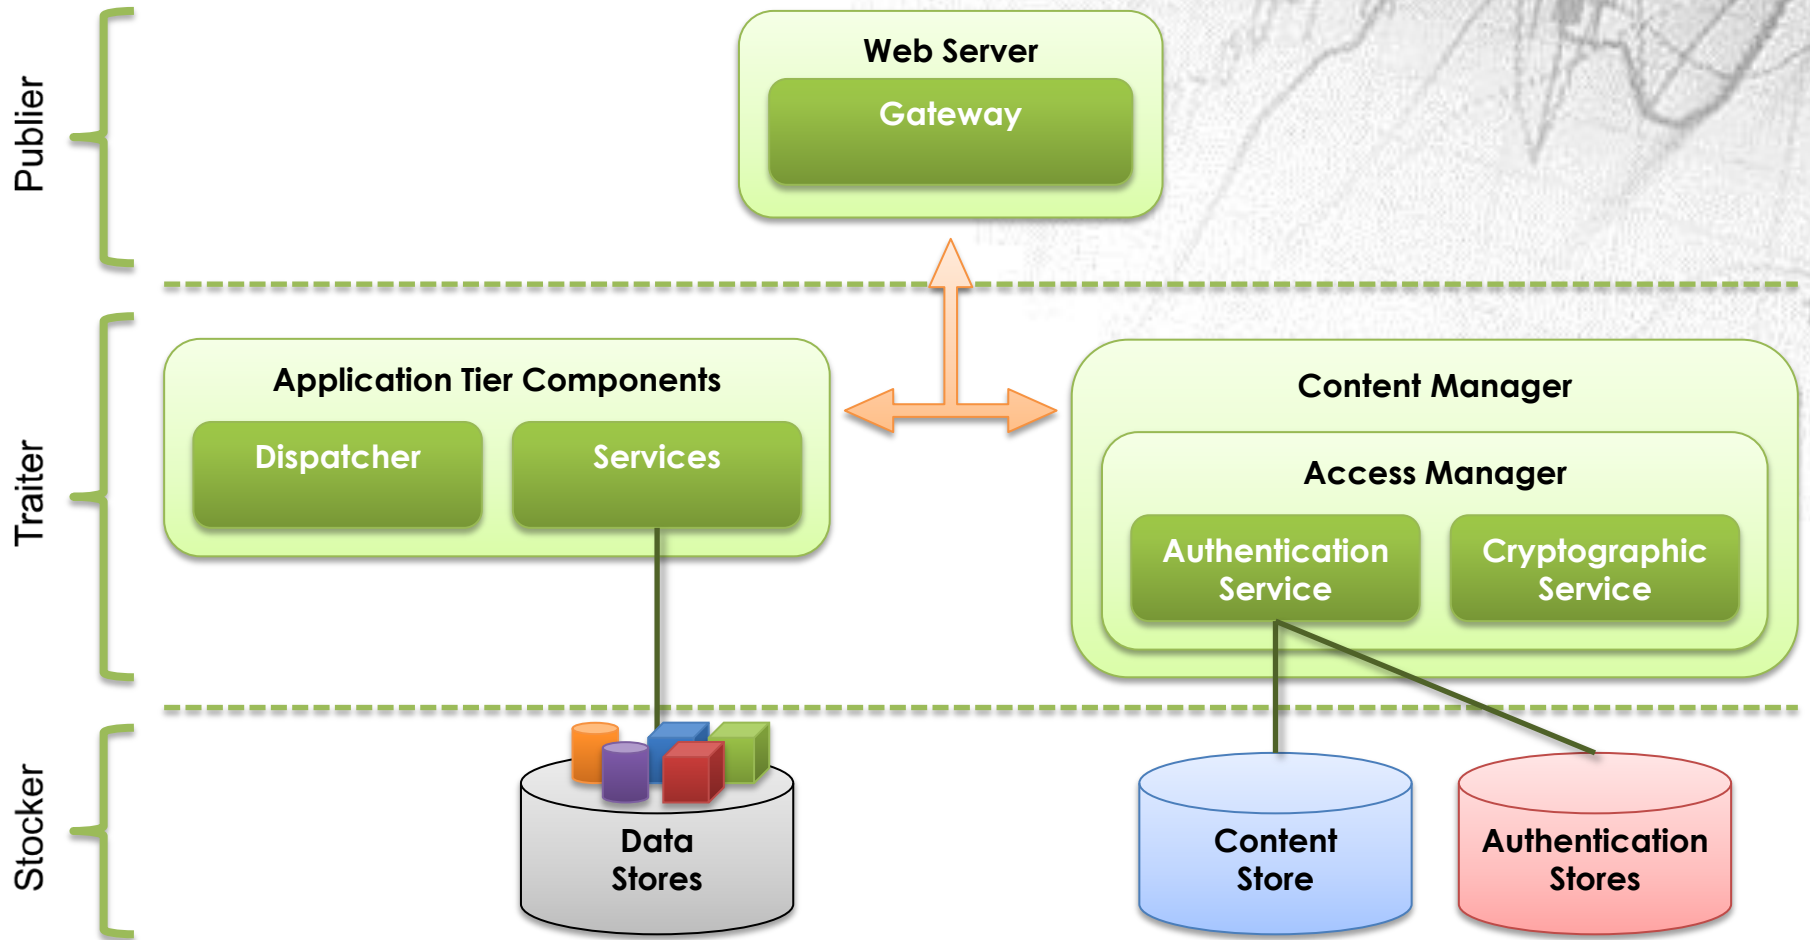 Publier
Web Server
Gateway
Traiter
Application Tier Components
Dispatcher
Services
Content Manager
Access Manager
Authentication
Service
Cryptographic
Service
Stocker
Data
Stores
Content
Store
Authentication
Stores